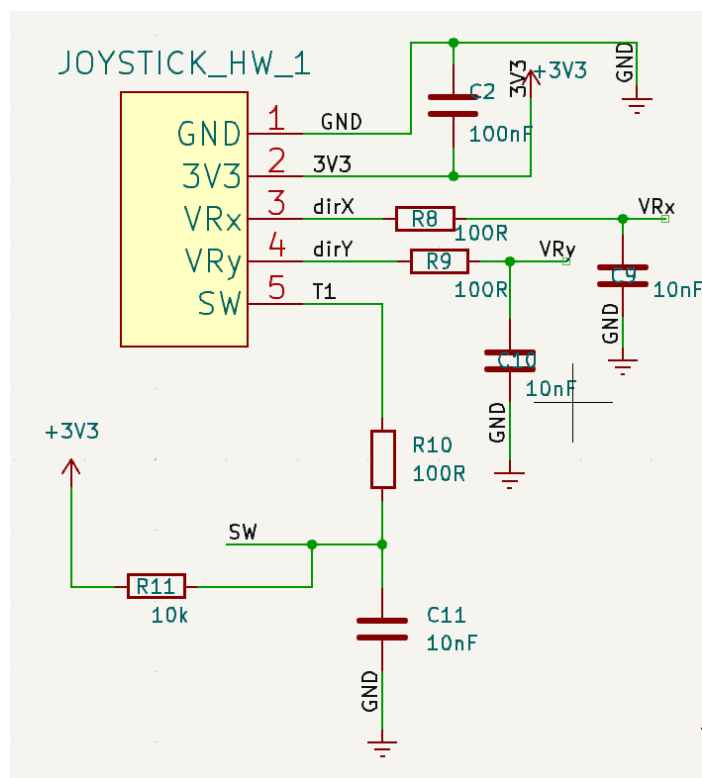 JOYSTICK_HW_1
GND 1 GND
3V3 2 3V3
VRx 3 dirX
VRy 4 dirY
SW 5 T1
C2
100nF
3V3
+3V3
GND
R8
100R
VRx
R9
100R
VRy
C9
10nF
GND
C10
10nF
GND
+3V3
R10
100R
SW
R11
10k
C11
10nF
GND